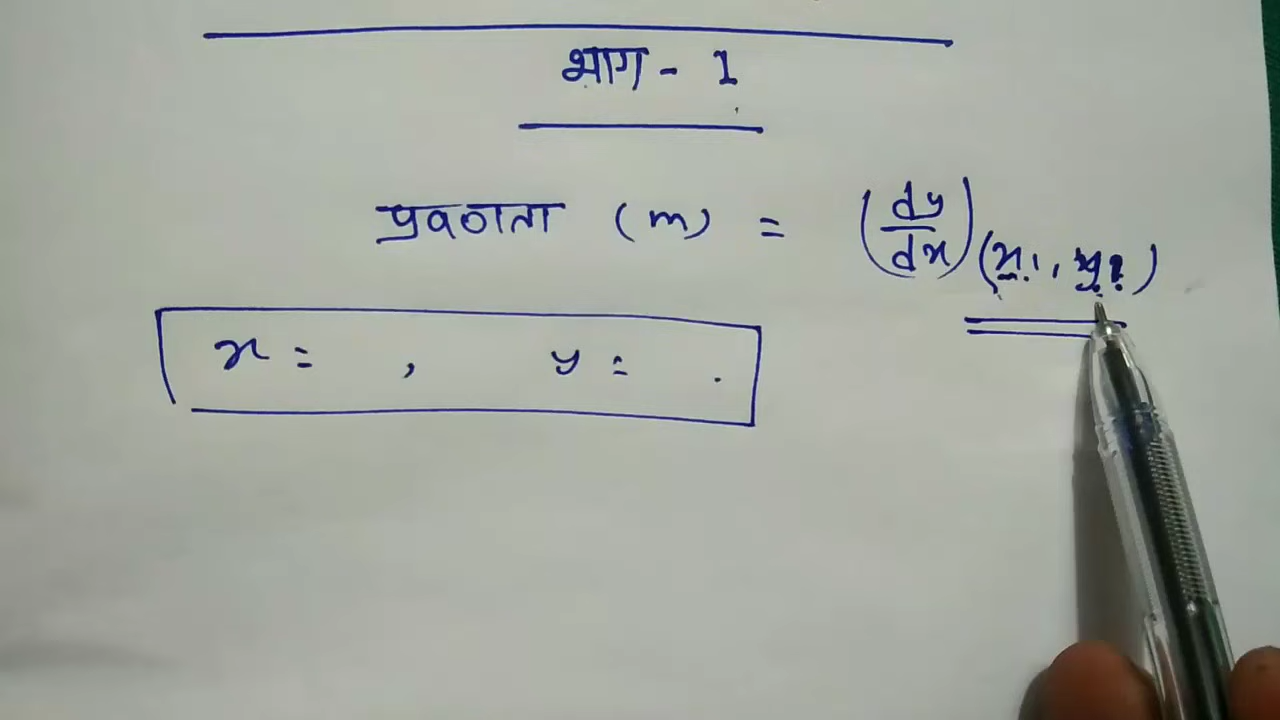 भाग - 1
प्रवणता (m) = (dy/dx)(x1, y1)
x = , y = .